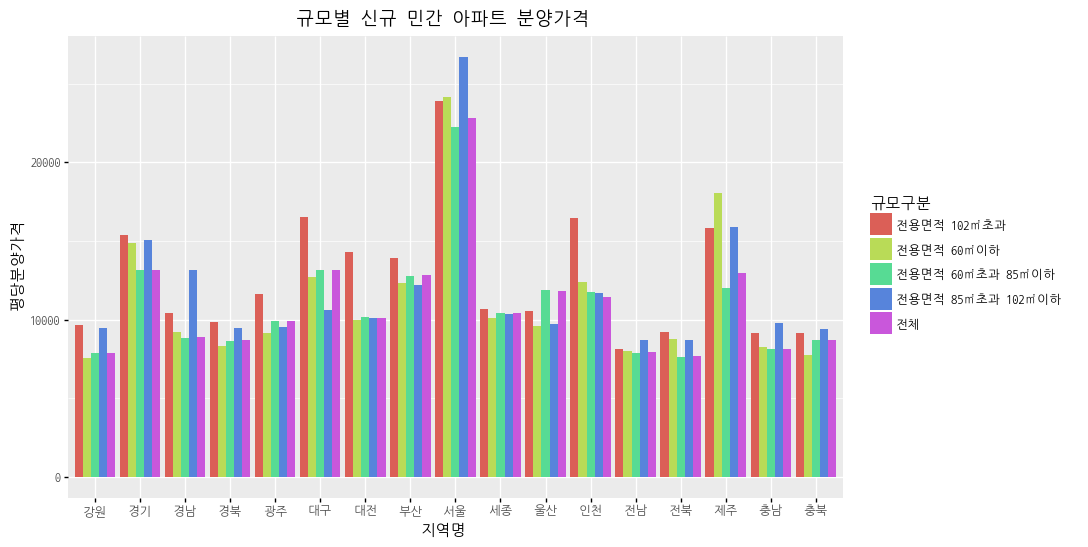 규모별 신규 민간 아파트 분양가격
평당분양가격
20000
10000
0
강원 경기 경남 경북 광주 대구 대전 부산 서울 세종 울산 인천 전남 전북 제주 충남 충북
지역명
규모구분
전용면적 102㎡초과
전용면적 60㎡이하
전용면적 60㎡초과 85㎡이하
전용면적 85㎡초과 102㎡이하
전체